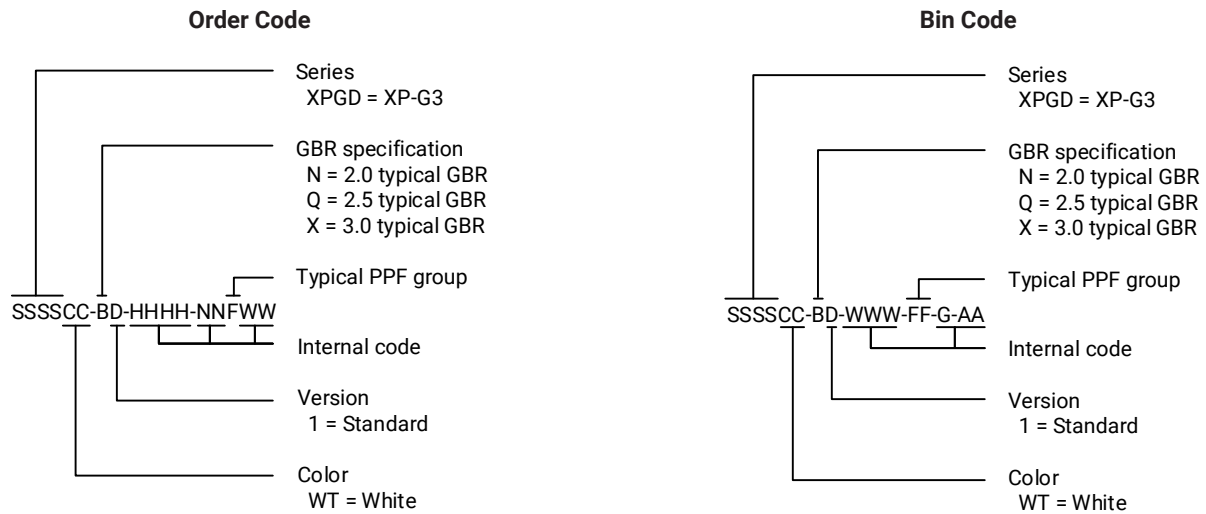 Order Code
Series
XPGD = XP-G3
GBR specification
N = 2.0 typical GBR
Q = 2.5 typical GBR
X = 3.0 typical GBR
Typical PPF group
SSSSCC-BD-HHHH-NNFWW
Internal code
Version
1 = Standard
Color
WT = White
Bin Code
Series
XPGD = XP-G3
GBR specification
N = 2.0 typical GBR
Q = 2.5 typical GBR
X = 3.0 typical GBR
Typical PPF group
SSSSCC-BD-WWW-FF-G-AA
Internal code
Version
1 = Standard
Color
WT = White